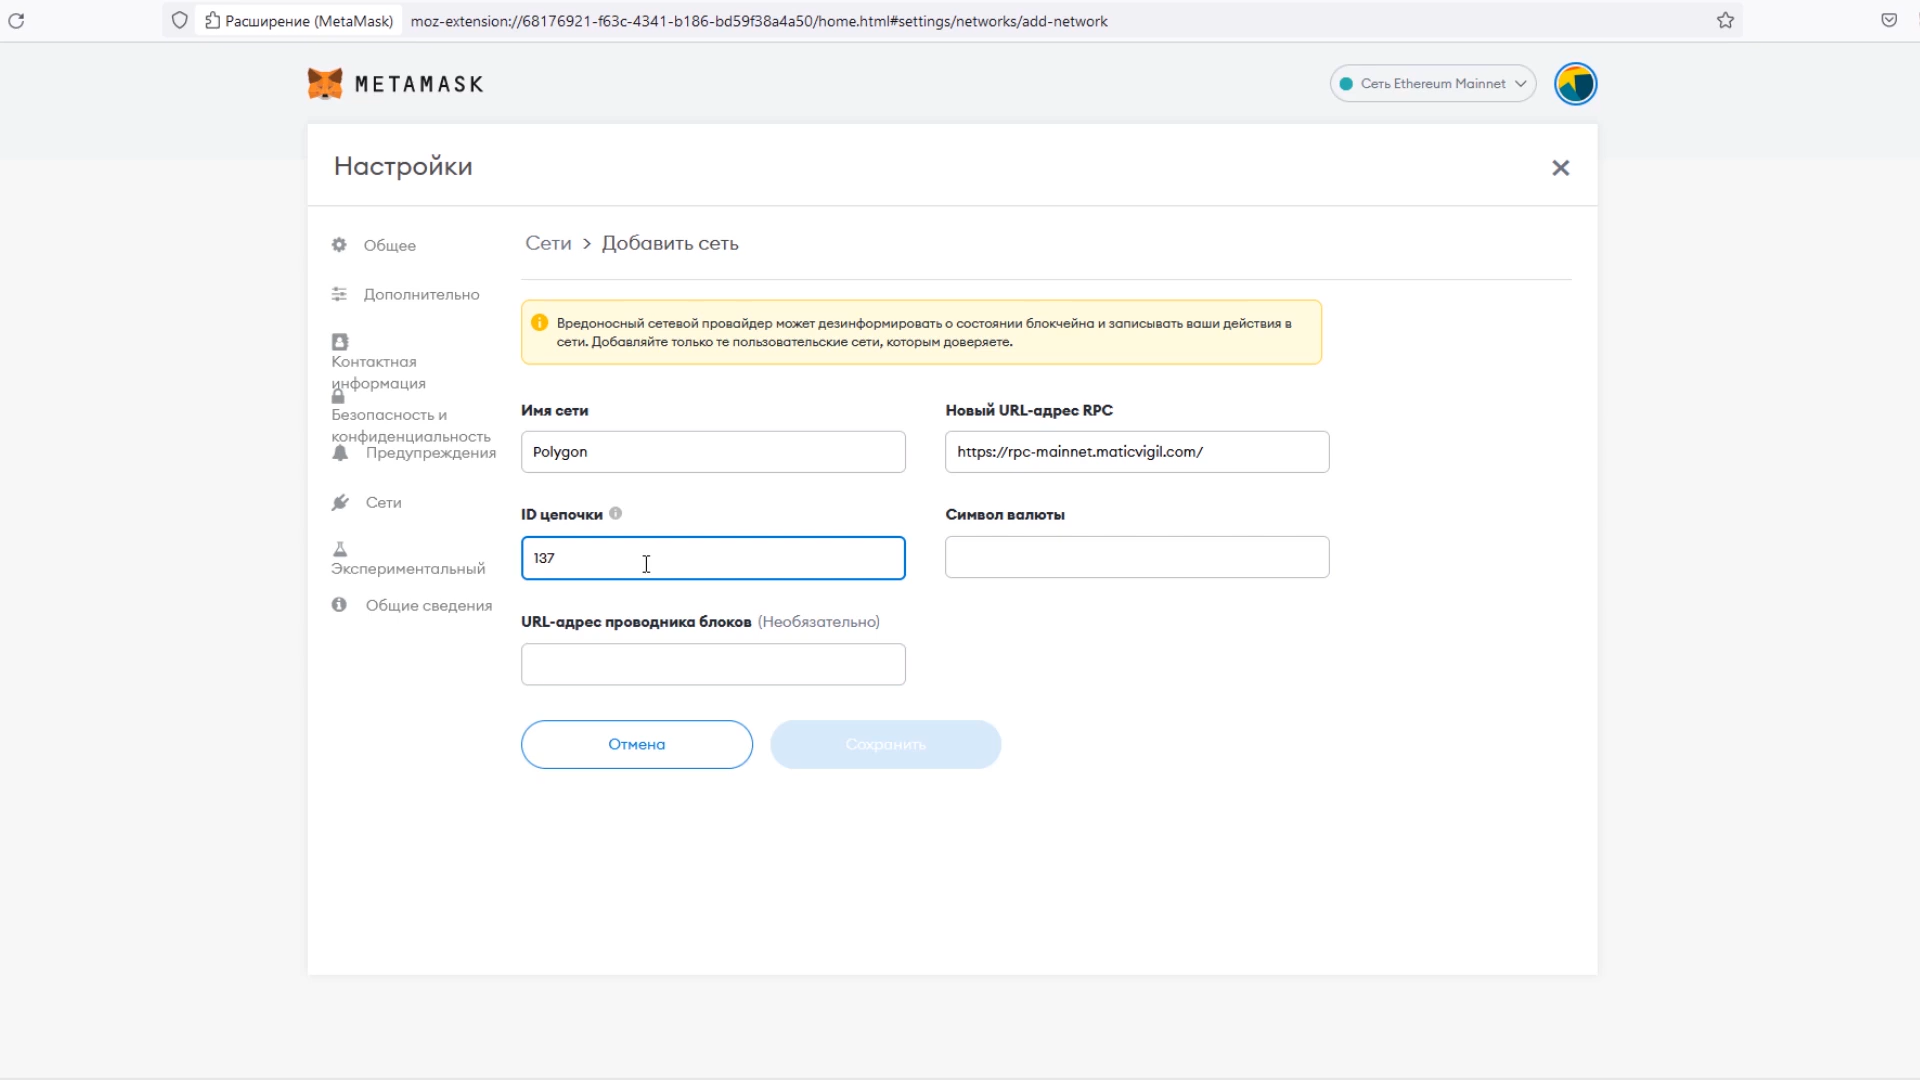 Расширение (MetaMask)
moz-extension://68176921-f63c-4341-b186-bd59f38a4a50/home.html#settings/networks/add-network
METAMASK
Сеть Ethereum Mainnet
Настройки
Общее
Дополнительно
Контактная
информация
Безопасность и
конфиденциальность
Предупреждения
Сети
Экспериментальный
Общие сведения
Сети > Добавить сеть
Вредоносный сетевой провайдер может дезинформировать о состоянии блокчейна и записывать ваши действия в
сети. Добавляйте только те пользовательские сети, которым доверяете.
Имя сети
Polygon
Новый URL-адрес RPC
https://rpc-mainnet.maticvigil.com/
ID цепочки
137
Символ валюты
URL-адрес проводника блоков (Необязательно)
Отмена
Сохранить